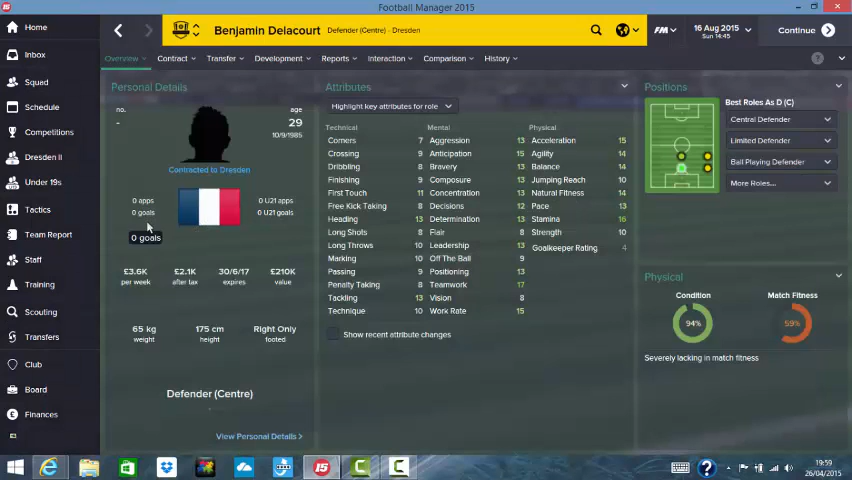 Football Manager 2015
Home
Benjamin Delacourt
Defender (Centre) - Dresden
FM
16 Aug 2015
Sun 14:45
Continue
Inbox
Overview
Contract
Transfer
Development
Reports
Interaction
Comparison
History
?
Squad
Schedule
Competitions
Dresden II
Under 19s
Tactics
Team Report
Staff
Training
Scouting
Transfers
Club
Board
Finances
Personal Details
no.
-
age
29
10/9/1985
Contracted to Dresden
0 apps
0 goals
0 U21 apps
0 U21 goals
0 goals
£3.6K
per week
£2.1K
after tax
30/6/17
expires
£210K
value
65 kg
weight
175 cm
height
Right Only
footed
Defender (Centre)
View Personal Details >
Attributes
Highlight key attributes for role
Technical
Corners 7
Crossing 9
Dribbling 8
Finishing 9
First Touch 11
Free Kick Taking 8
Heading 13
Long Shots 8
Long Throws 10
Marking 10
Passing 9
Penalty Taking 8
Tackling 13
Technique 10
Mental
Aggression 13
Anticipation 15
Bravery 13
Composure 13
Concentration 13
Decisions 12
Determination 13
Flair 8
Leadership 13
Off The Ball 9
Positioning 13
Teamwork 17
Vision 8
Work Rate 15
Physical
Acceleration 15
Agility 14
Balance 14
Jumping Reach 10
Natural Fitness 14
Pace 13
Stamina 16
Strength 10
Goalkeeper Rating 4
Show recent attribute changes
Positions
Best Roles As D (C)
Central Defender
Limited Defender
Ball Playing Defender
More Roles...
Physical
Condition
94%
Match Fitness
59%
Severely lacking in match fitness
15
?
19:59
26/04/2015